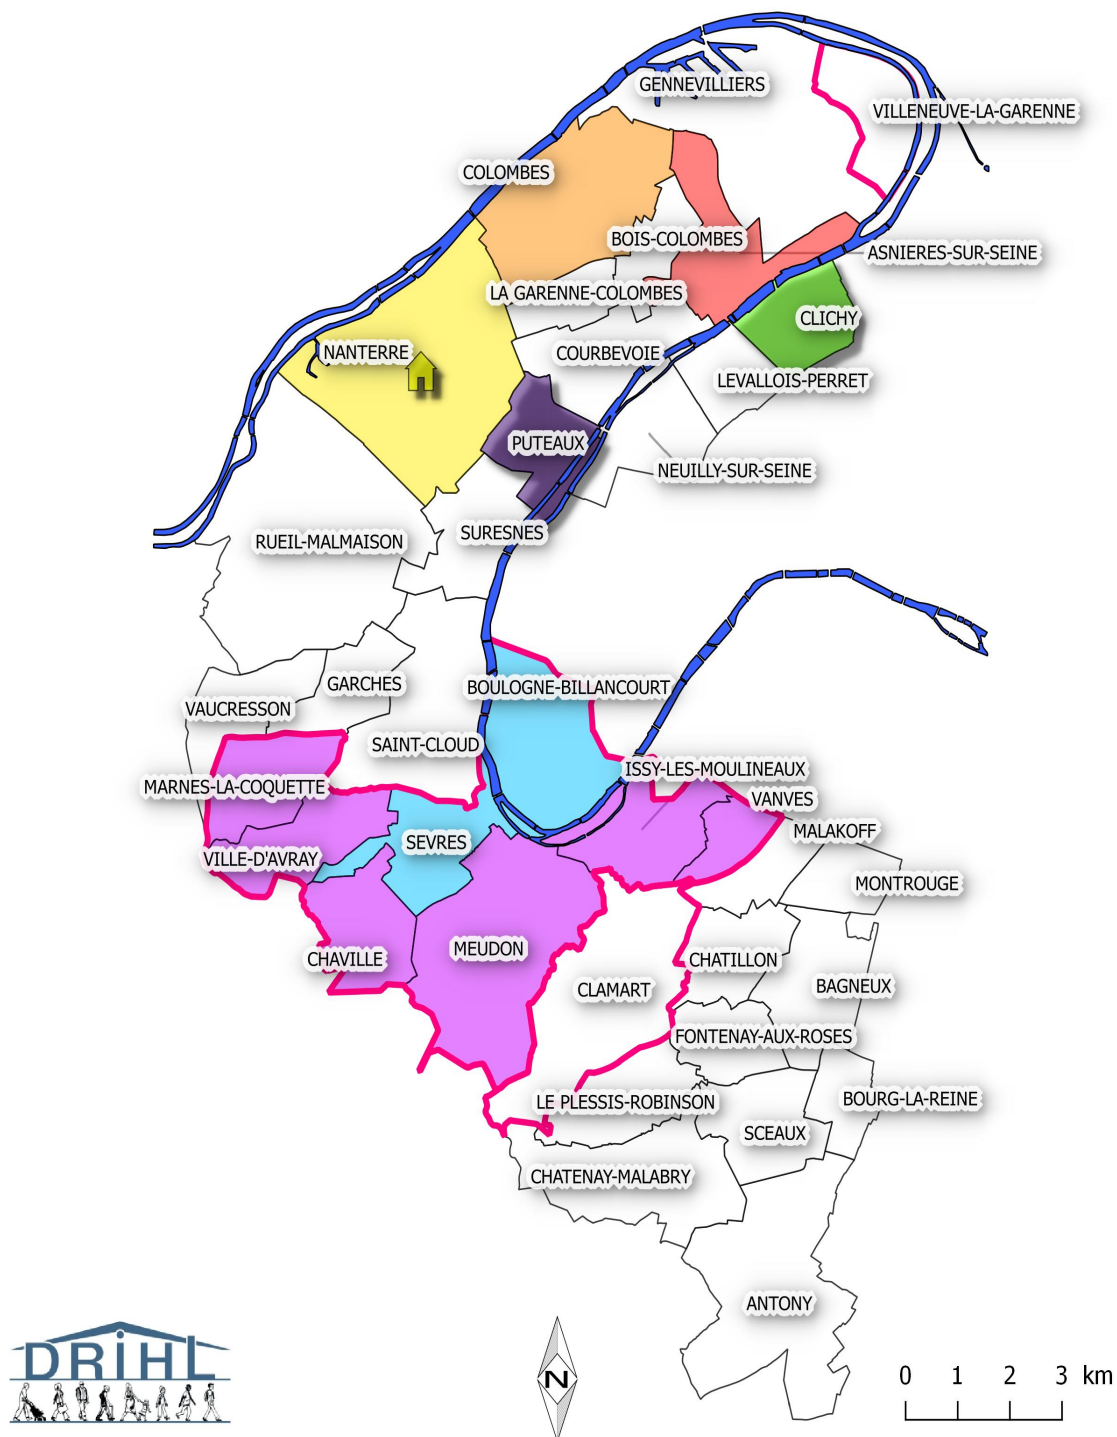 GENNEVILLIERS
VILLENEUVE-LA-GARENNE
COLOMBES
BOIS-COLOMBES
ASNIERES-SUR-SEINE
LA GARENNE-COLOMBES
CLICHY
NANTERRE
COURBEVOIE
LEVALLOIS-PERRET
PUTEAUX
NEUILLY-SUR-SEINE
SURESNES
RUEIL-MALMAISON
GARCHES
BOULOGNE-BILLANCOURT
VAUCRESSON
SAINT-CLOUD
ISSY-LES-MOULINEAUX
MARNES-LA-COQUETTE
VANVES
MALAKOFF
SEVRES
VILLE-D'AVRAY
MONTROUGE
MEUDON
CHAVILLE
CHATILLON
CLAMART
BAGNEUX
FONTENAY-AUX-ROSES
LE PLESSIS-ROBINSON
BOURG-LA-REINE
SCEAUX
CHATENAY-MALABRY
ANTONY
DRiHL
N
0 1 2 3 km